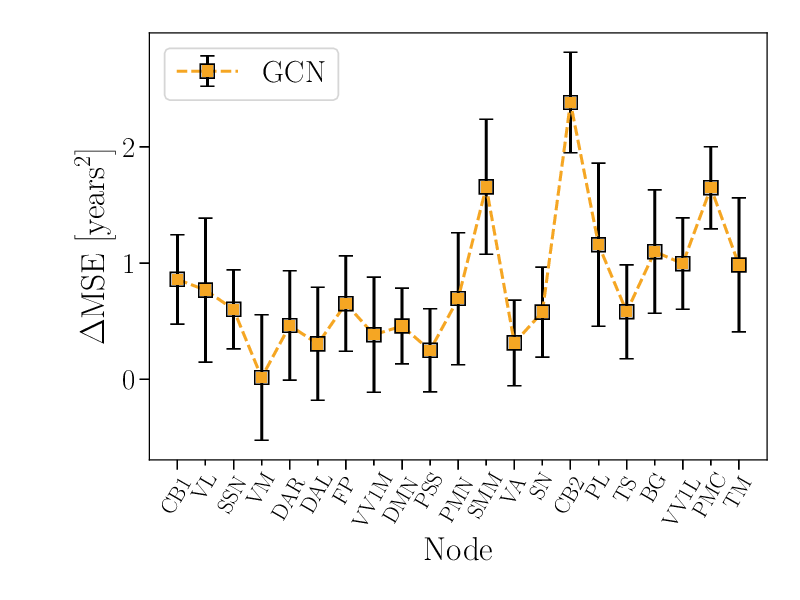 GCN
ΔMSE [years²]
2
1
0
CB1 VL SSN VM DAR DAL FP VV1M DMN PSS PMN SMM VA SN CB2 PL TS BG VV1L PMC TM
Node